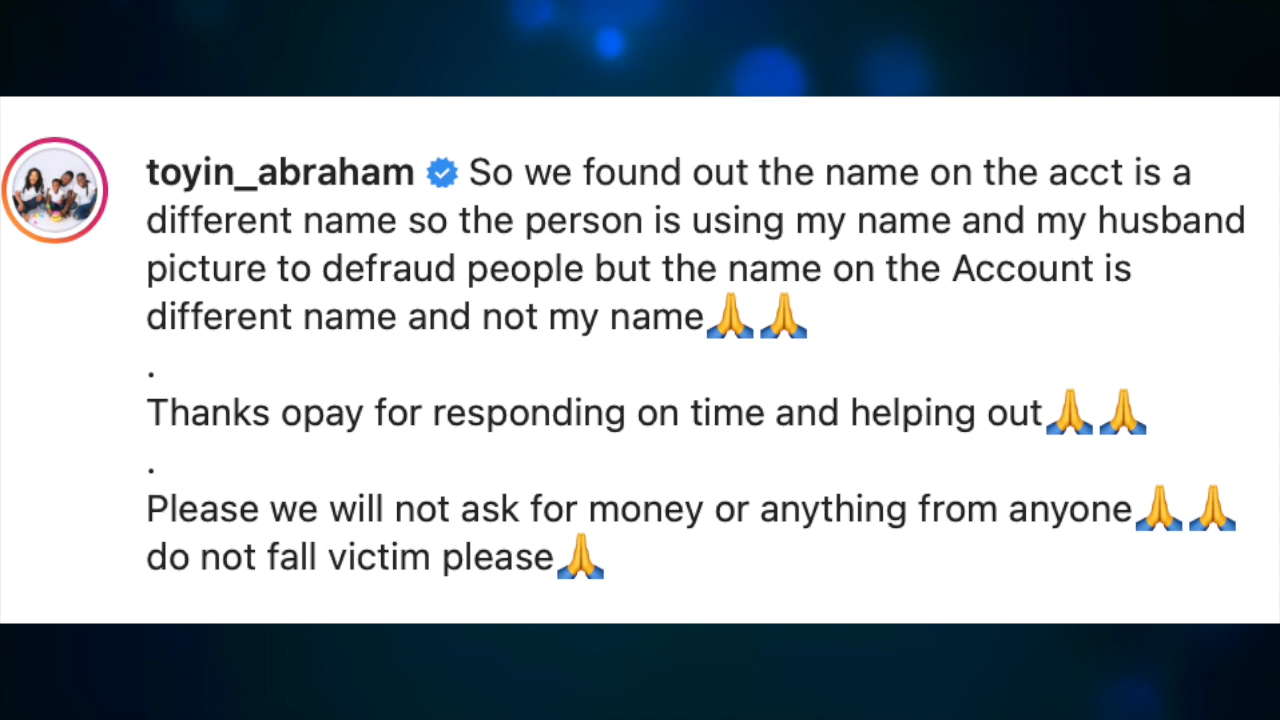 toyin_abraham So we found out the name on the acct is a
different name so the person is using my name and my husband
picture to defraud people but the name on the Account is
different name and not my name🙏🙏
.
Thanks opay for responding on time and helping out🙏🙏
.
Please we will not ask for money or anything from anyone🙏🙏
do not fall victim please🙏